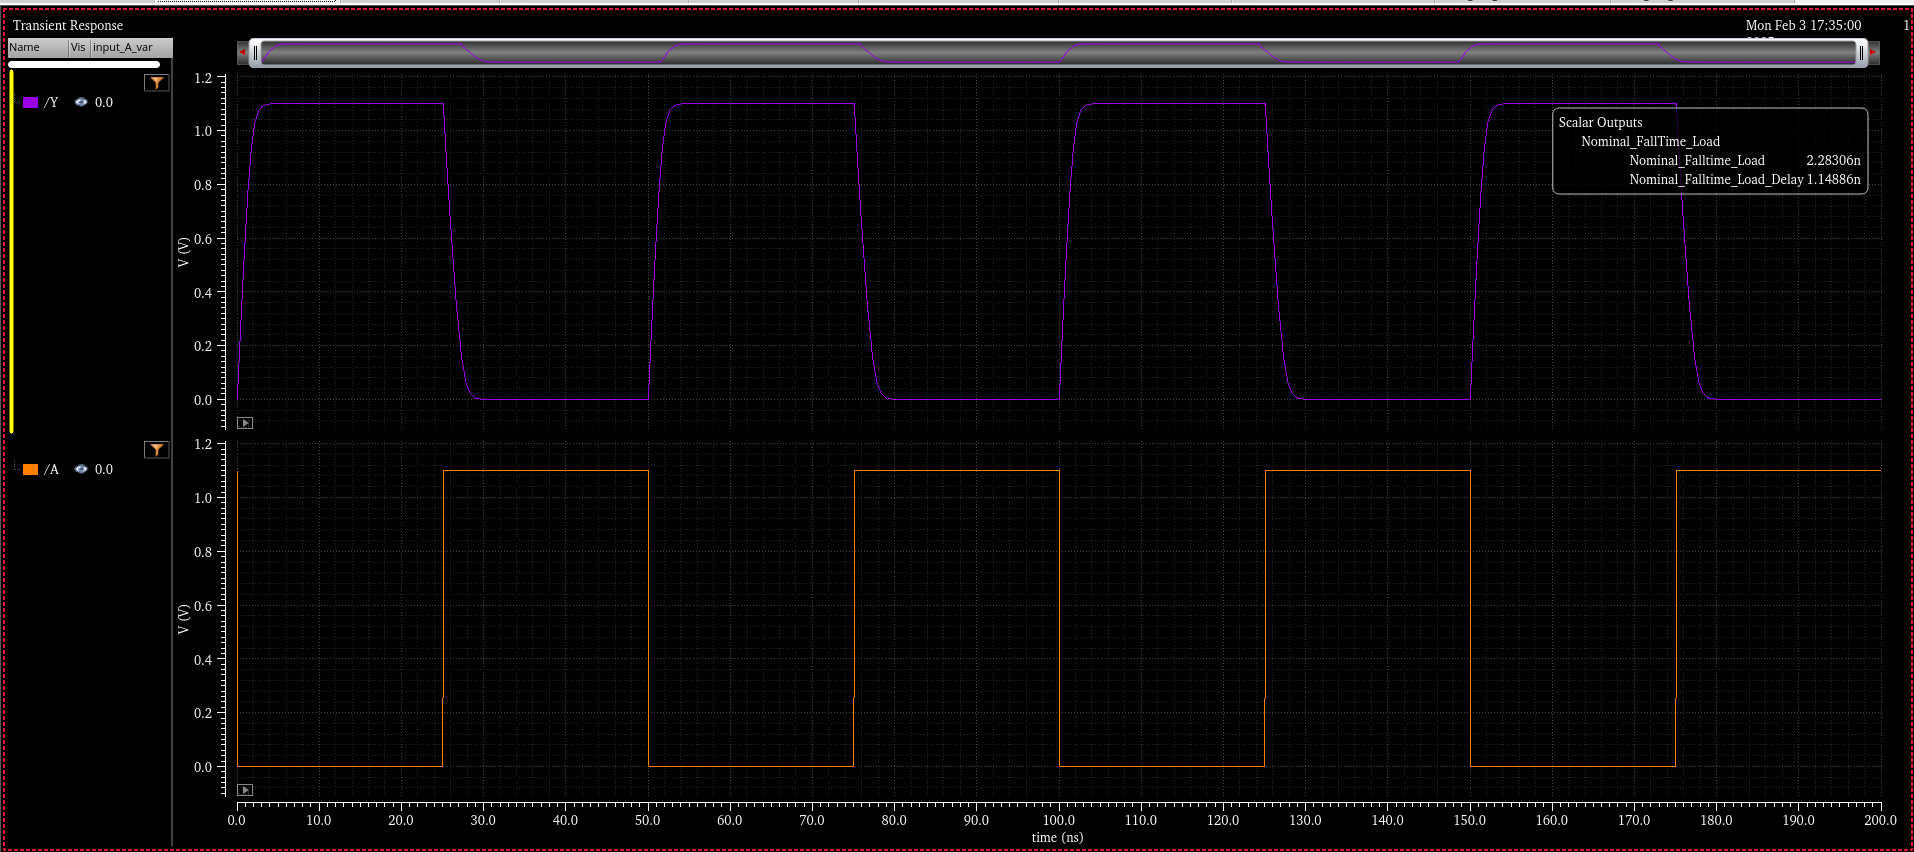 Transient Response
Mon Feb 3 17:35:00 1
Name Vis input_A_var
/Y 0.0
1.2
1.0
0.8
0.6
0.4
0.2
0.0
V (V)
Scalar Outputs
Nominal_FallTime_Load
Nominal_Falltime_Load 2.28306n
Nominal_Falltime_Load_Delay 1.14886n
/A 0.0
1.2
1.0
0.8
0.6
0.4
0.2
0.0
V (V)
0.0 10.0 20.0 30.0 40.0 50.0 60.0 70.0 80.0 90.0 100.0 110.0 120.0 130.0 140.0 150.0 160.0 170.0 180.0 190.0 200.0
time (ns)